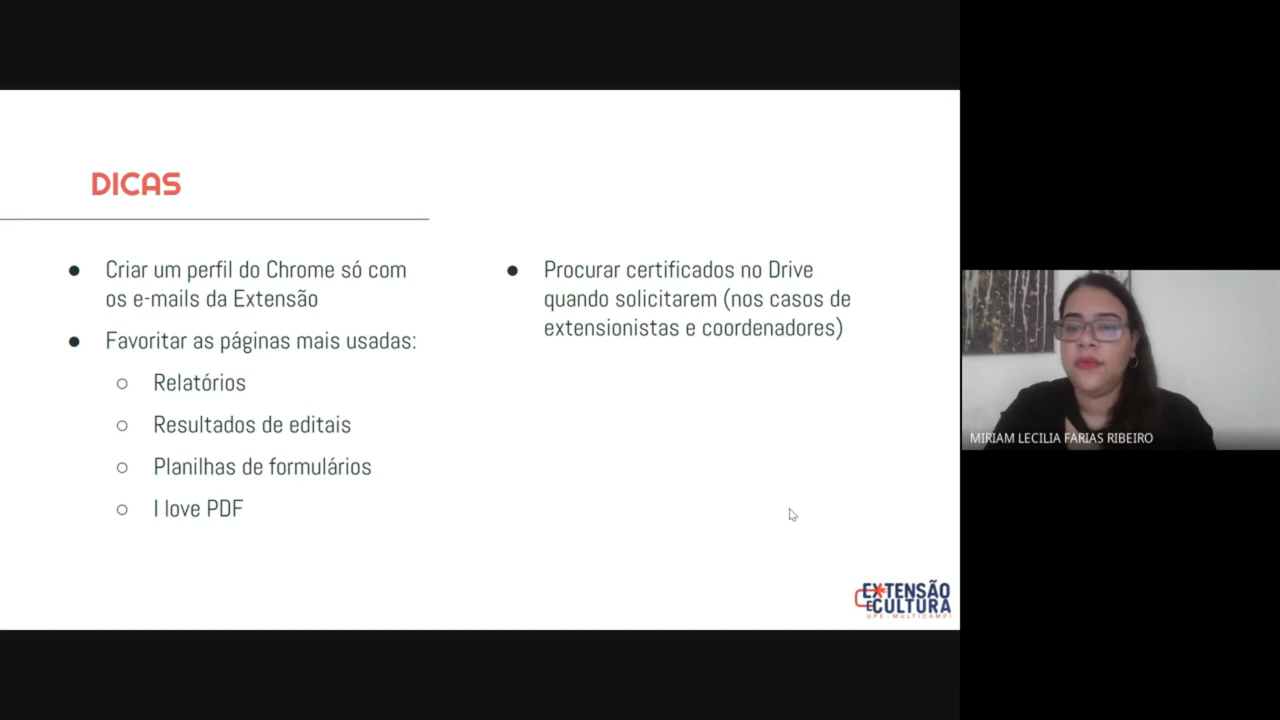 DICAS
● Criar um perfil do Chrome só com
os e-mails da Extensão
● Favoritar as páginas mais usadas:
○ Relatórios
○ Resultados de editais
○ Planilhas de formulários
○ I love PDF
● Procurar certificados no Drive
quando solicitarem (nos casos de
extensionistas e coordenadores)
EXTENSÃO
E CULTURA
UPE-MULTICAMPI
MIRIAM LECILIA FARIAS RIBEIRO